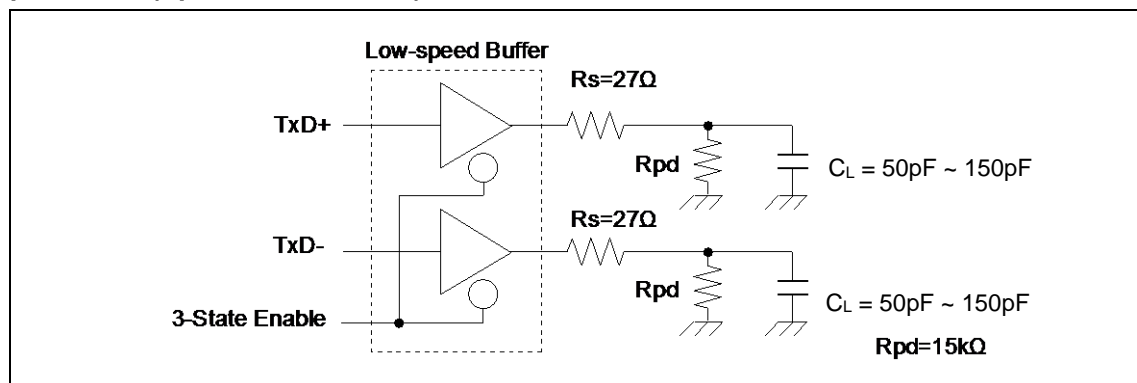 Low-speed Buffer
Rs=27Ω
TxD+
Rpd
CL = 50pF ~ 150pF
Rs=27Ω
TxD-
Rpd
CL = 50pF ~ 150pF
3-State Enable
Rpd=15kΩ